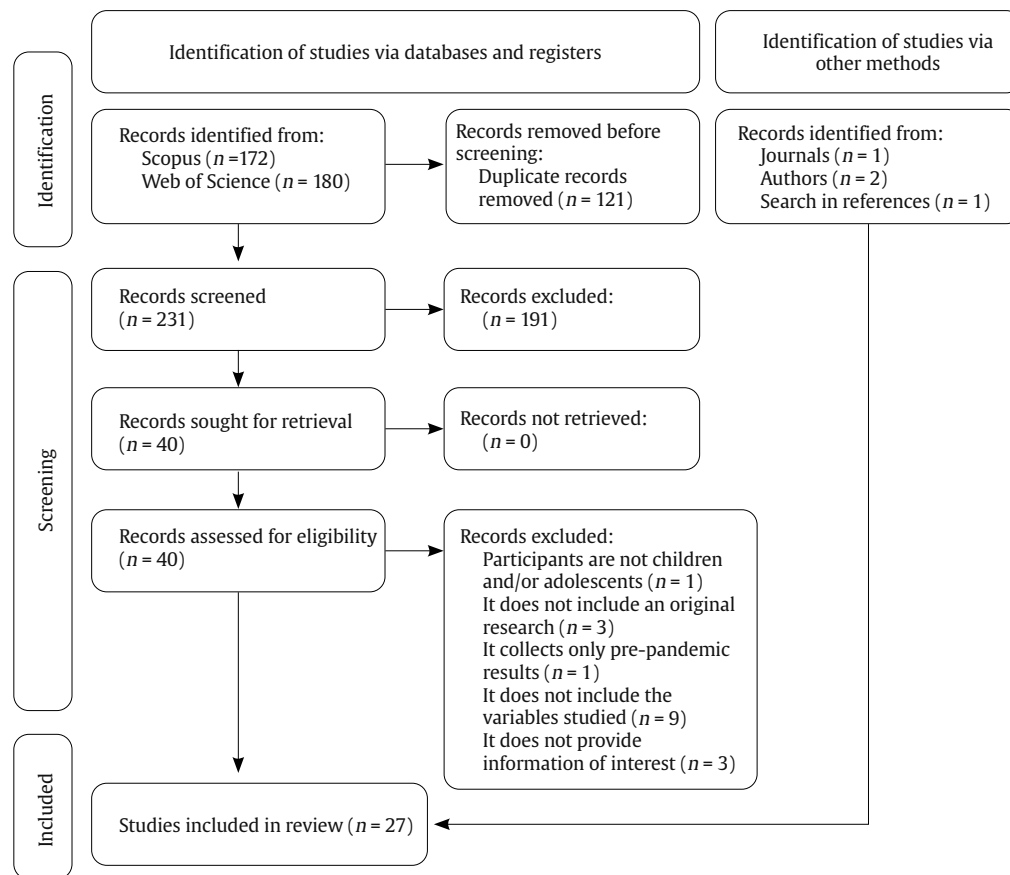 Identification of studies via databases and registers
Identification of studies via
other methods
Identification
Records identified from:
Scopus (n =172)
Web of Science (n = 180)
Records removed before
screening:
Duplicate records
removed (n = 121)
Records identified from:
Journals (n = 1)
Authors (n = 2)
Search in references (n = 1)
Screening
Records screened
(n = 231)
Records excluded:
(n = 191)
Records sought for retrieval
(n = 40)
Records not retrieved:
(n = 0)
Records assessed for eligibility
(n = 40)
Records excluded:
Participants are not children
and/or adolescents (n = 1)
It does not include an original
research (n = 3)
It collects only pre-pandemic
results (n = 1)
It does not include the
variables studied (n = 9)
It does not provide
information of interest (n = 3)
Included
Studies included in review (n = 27)